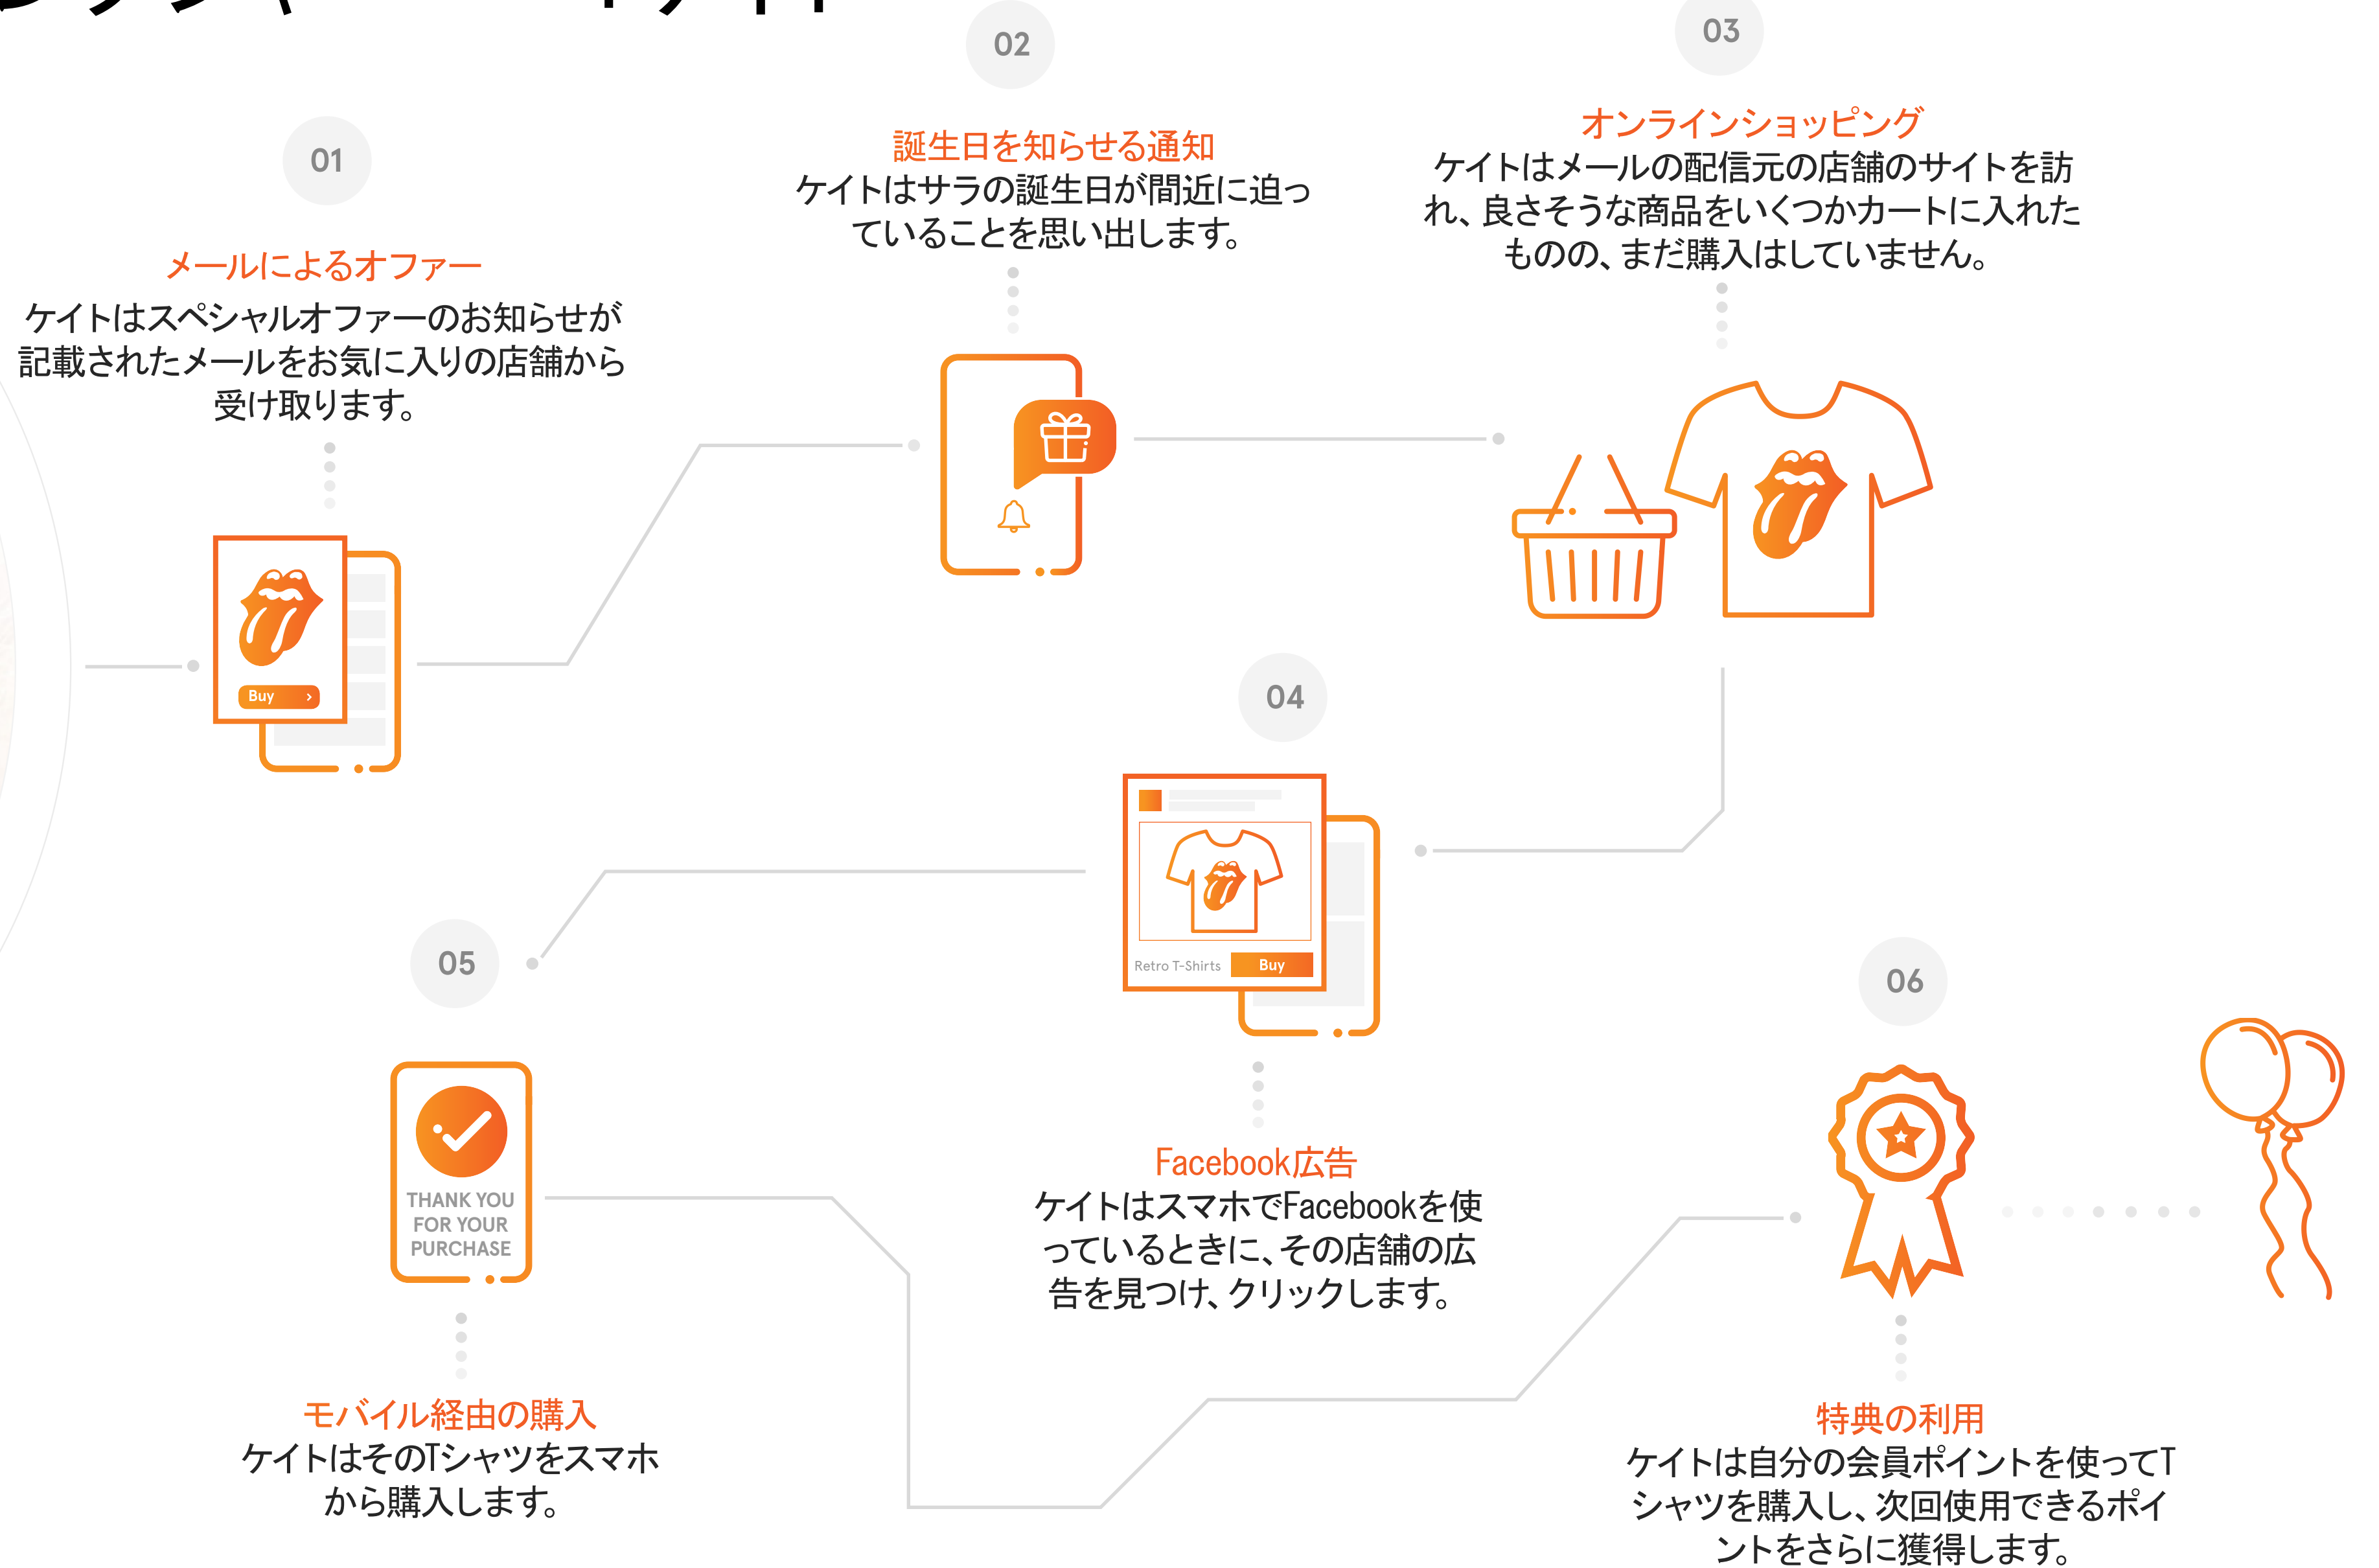 01
メールによるオファー
ケイトはスペシャルオファーのお知らせが
記載されたメールをお気に入りの店舗から
受け取ります。
Buy
02
誕生日を知らせる通知
ケイトはサラの誕生日が間近に迫っ
ていることを思い出します。
03
オンラインショッピング
ケイトはメールの配信元の店舗のサイトを訪
れ、良さそうな商品をいくつかカートに入れた
ものの、まだ購入はしていません。
04
Retro T-Shirts
Buy
Facebook広告
ケイトはスマホでFacebookを使
っているときに、その店舗の広
告を見つけ、クリックします。
05
THANK YOU
FOR YOUR
PURCHASE
モバイル経由の購入
ケイトはそのTシャツをスマホ
から購入します。
06
特典の利用
ケイトは自分の会員ポイントを使ってT
シャツを購入し、次回使用できるポイ
ントをさらに獲得します。